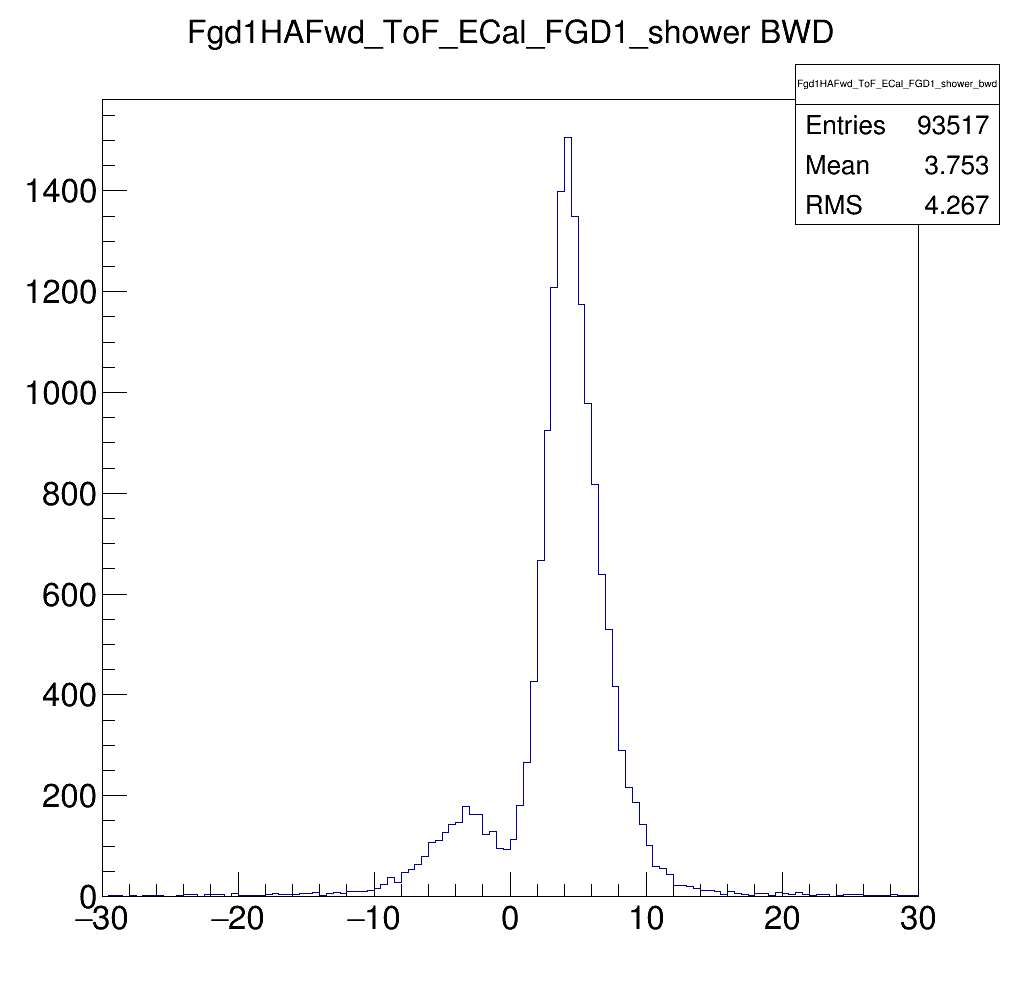 Fgd1HAFwd_ToF_ECal_FGD1_shower BWD
Fgd1HAFwd_ToF_ECal_FGD1_shower_bwd
Entries 93517
Mean 3.753
RMS 4.267
1400
1200
1000
800
600
400
200
0
−30 −20 −10 0 10 20 30